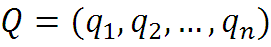 Q = (q₁, q₂, ..., qₙ)